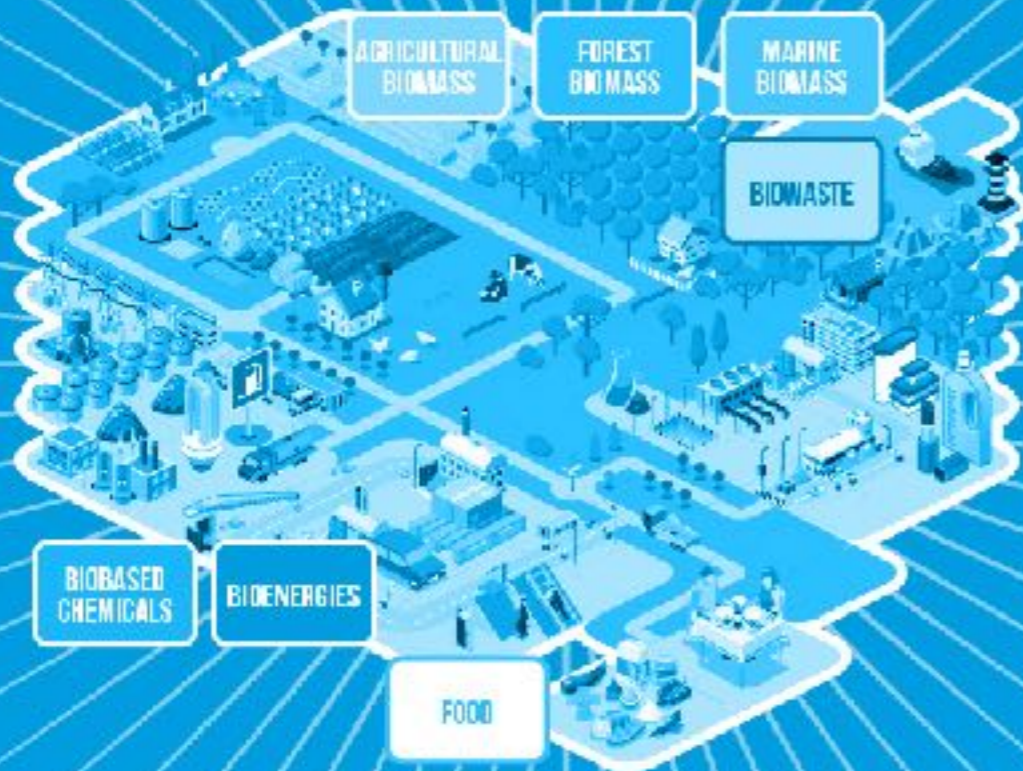 AGRICULTURAL
BIOMASS
FOREST
BIOMASS
MARINE
BIOMASS
BIOWASTE
BIOBASED
CHEMICALS
BIOENERGIES
FOOD